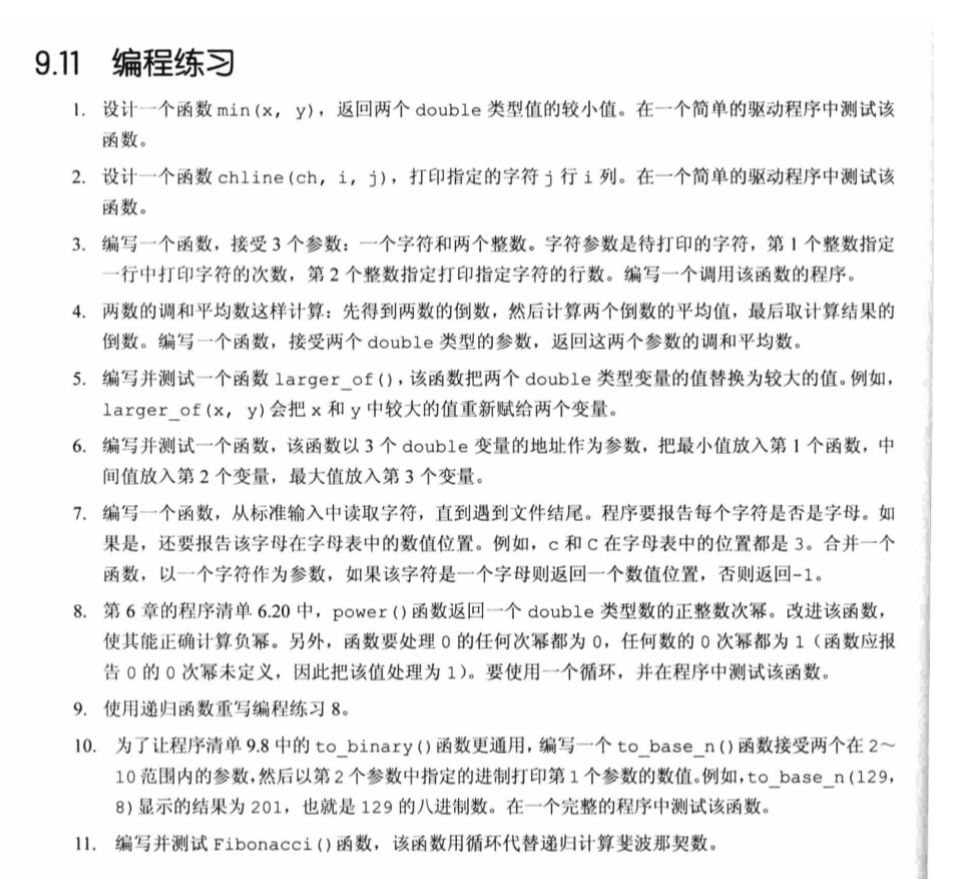 9.11 编程练习
1. 设计一个函数 min(x, y)，返回两个 double 类型值的较小值。在一个简单的驱动程序中测试该
函数。
2. 设计一个函数 chline(ch, i, j)，打印指定的字符 j 行 i 列。在一个简单的驱动程序中测试该
函数。
3. 编写一个函数，接受 3 个参数：一个字符和两个整数。字符参数是待打印的字符，第 1 个整数指定
一行中打印字符的次数，第 2 个整数指定打印指定字符的行数。编写一个调用该函数的程序。
4. 两数的调和平均数这样计算：先得到两数的倒数，然后计算两个倒数的平均值，最后取计算结果的
倒数。编写一个函数，接受两个 double 类型的参数，返回这两个参数的调和平均数。
5. 编写并测试一个函数 larger_of()，该函数把两个 double 类型变量的值替换为较大的值。例如，
larger_of(x, y)会把 x 和 y 中较大的值重新赋给两个变量。
6. 编写并测试一个函数，该函数以 3 个 double 变量的地址作为参数，把最小值放入第 1 个函数，中
间值放入第 2 个变量，最大值放入第 3 个变量。
7. 编写一个函数，从标准输入中读取字符，直到遇到文件结尾。程序要报告每个字符是否是字母。如
果是，还要报告该字母在字母表中的数值位置。例如，c 和 C 在字母表中的位置都是 3。合并一个
函数，以一个字符作为参数，如果该字符是一个字母则返回一个数值位置，否则返回-1。
8. 第 6 章的程序清单 6.20 中，power()函数返回一个 double 类型数的正整数次幂。改进该函数，
使其能正确计算负幂。另外，函数要处理 0 的任何次幂都为 0，任何数的 0 次幂都为 1（函数应报
告 0 的 0 次幂未定义，因此把该值处理为 1）。要使用一个循环，并在程序中测试该函数。
9. 使用递归函数重写编程练习 8。
10. 为了让程序清单 9.8 中的 to_binary()函数更通用，编写一个 to_base_n()函数接受两个在 2～
10 范围内的参数，然后以第 2 个参数中指定的进制打印第 1 个参数的数值。例如，to_base_n(129,
8)显示的结果为 201，也就是 129 的八进制数。在一个完整的程序中测试该函数。
11. 编写并测试 Fibonacci()函数，该函数用循环代替递归计算斐波那契数。